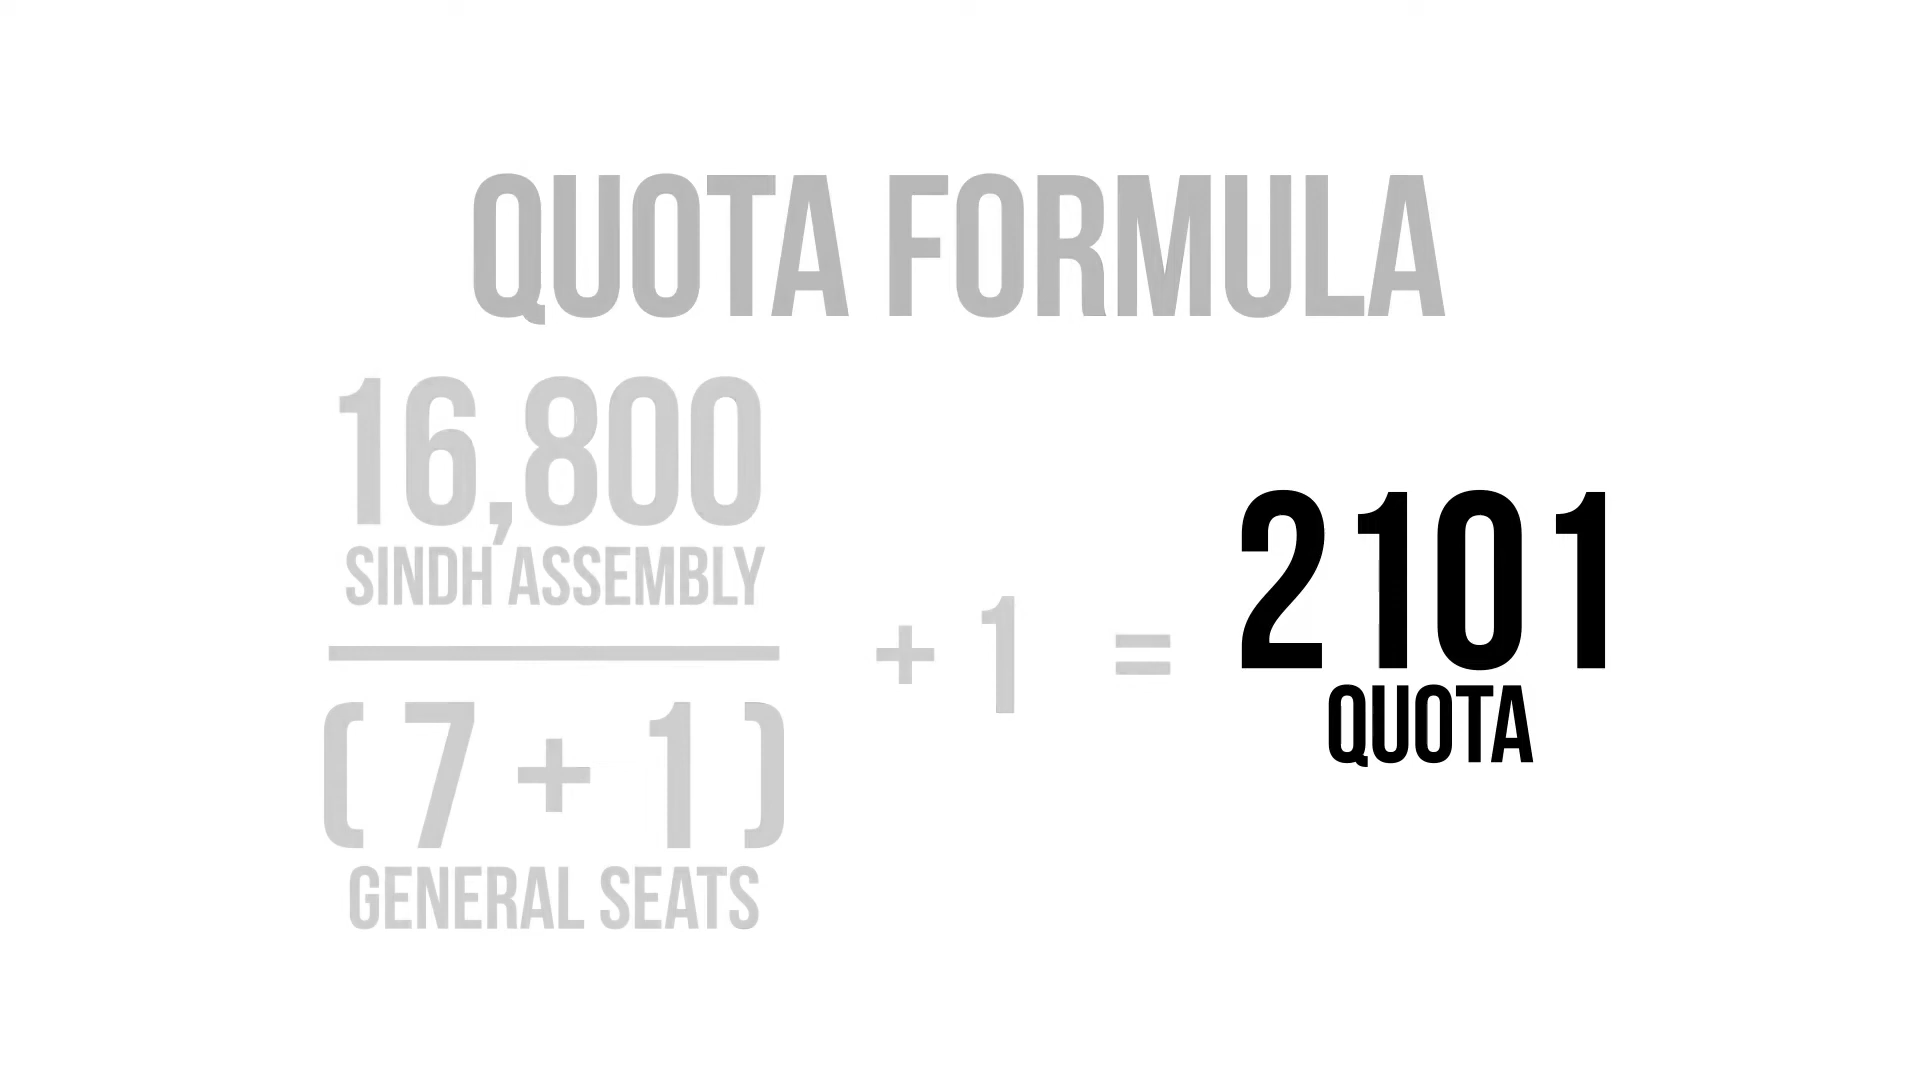 QUOTA FORMULA
16,800
SINDH ASSEMBLY
(7 + 1)
GENERAL SEATS
+ 1 =
2101
QUOTA